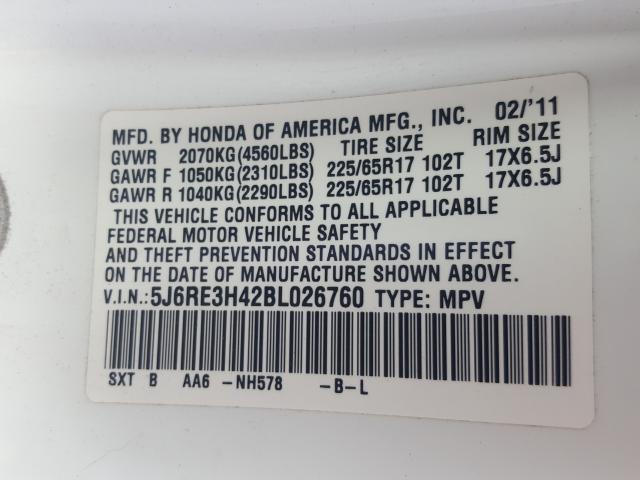 MFD. BY HONDA OF AMERICA MFG., INC. 02/'11
GVWR 2070KG(4560LBS) TIRE SIZE RIM SIZE
GAWR F 1050KG(2310LBS) 225/65R17 102T 17X6.5J
GAWR R 1040KG(2290LBS) 225/65R17 102T 17X6.5J
THIS VEHICLE CONFORMS TO ALL APPLICABLE
FEDERAL MOTOR VEHICLE SAFETY
AND THEFT PREVENTION STANDARDS IN EFFECT
ON THE DATE OF MANUFACTURE SHOWN ABOVE.
V.I.N.:5J6RE3H42BL026760 TYPE: MPV
SXT B AA6 -NH578 -B-L